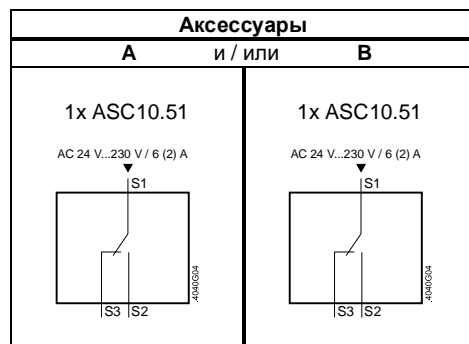 Аксессуары
A и / или B
1x ASC10.51 1x ASC10.51
AC 24 V...230 V / 6 (2) A AC 24 V...230 V / 6 (2) A
S1 S1
.4040G04 .4040G04
S3 S2 S3 S2